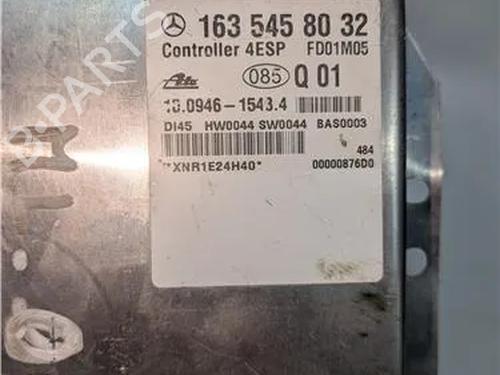 163 545 80 32
Controller 4ESP FD01M05
Ate 085 Q 01
10.0946-1543.4
DI45 HW0044 SW0044 BAS0003
484
*XNR1E24H40* 00000876D0